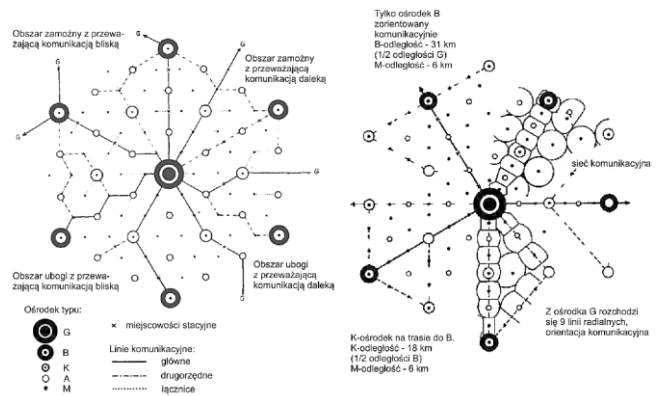 Obszar zamożny z przewa-
żającą komunikacją bliską
G
G
G
Obszar zamożny
z przeważającą
komunikacją daleką
G
Obszar ubogi z przewa-
żającą komunikacją bliską
Obszar ubogi
z przeważającą
komunikacją daleką
G
Ośrodek typu:
G
B
K
A
M
x miejscowości stacyjne
Linie komunikacyjne:
główne
drugorzędne
łącznice
Tylko ośrodek B
zorientowany
komunikacyjnie
B-odległość - 31 km
(1/2 odległości G)
M-odległość - 6 km
sieć komunikacyjna
K-ośrodek na trasie do B.
K-odległość - 18 km
(1/2 odległości B)
M-odległość - 6 km
Z ośrodka G rozchodzi
się 9 linii radialnych,
orientacja komunikacyjna